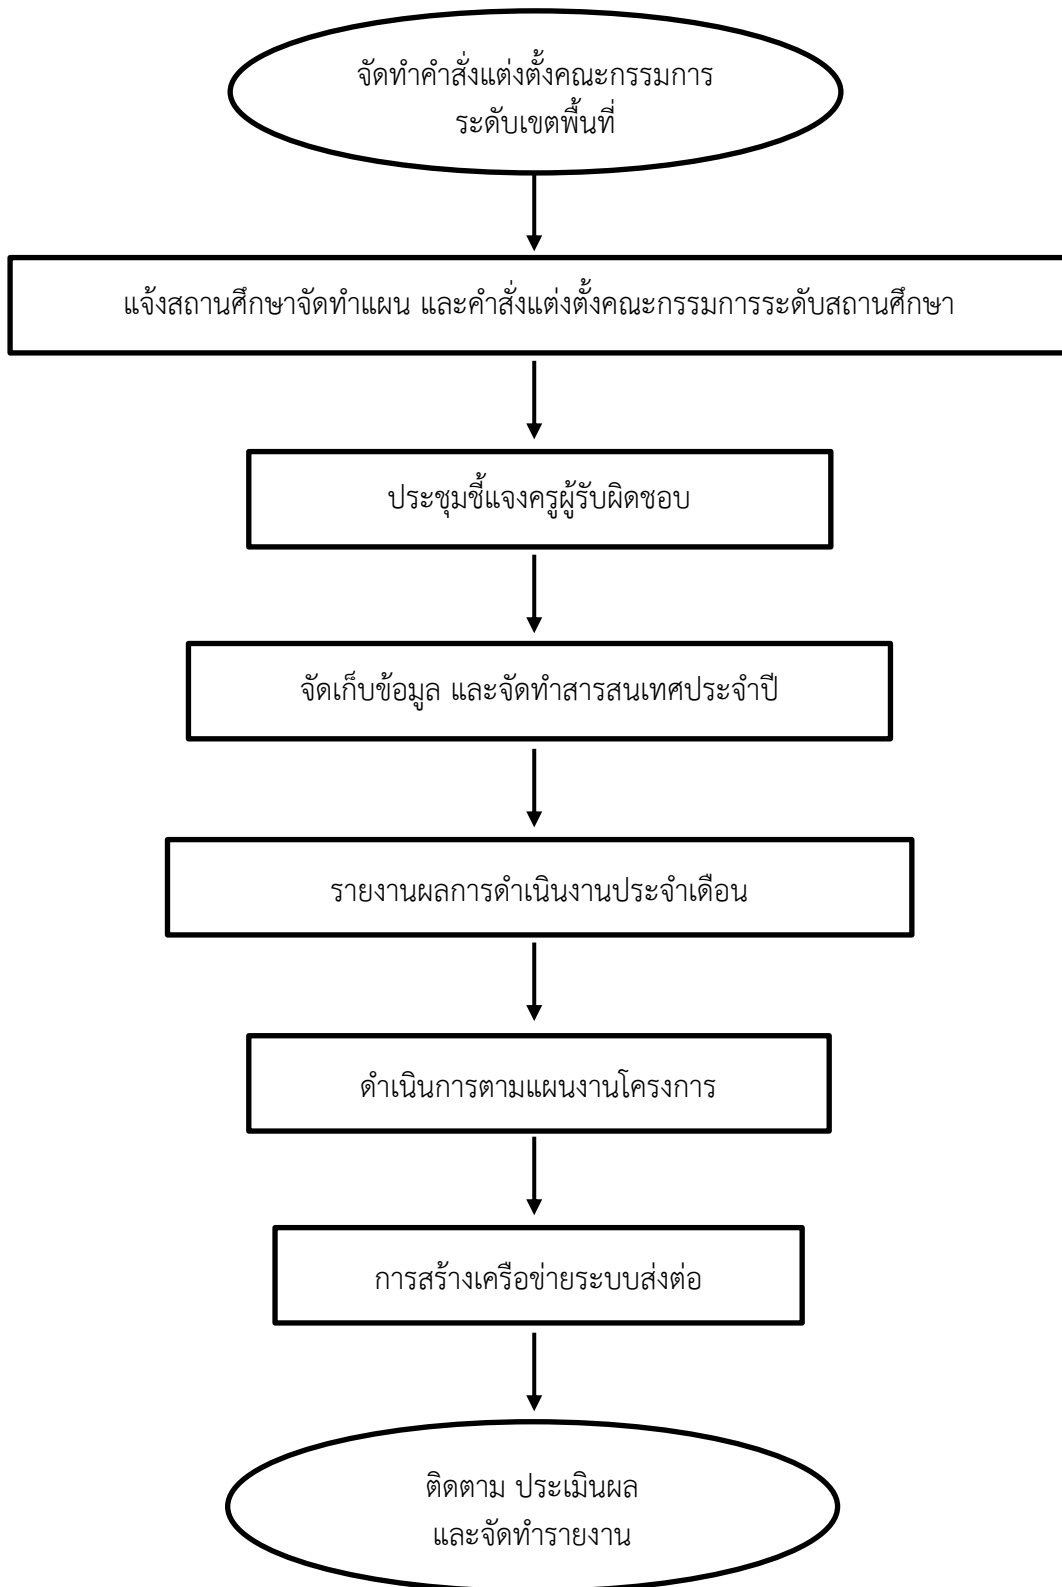 จัดทำคำสั่งแต่งตั้งคณะกรรมการ
ระดับเขตพื้นที่
แจ้งสถานศึกษาจัดทำแผน และคำสั่งแต่งตั้งคณะกรรมการระดับสถานศึกษา
ประชุมชี้แจงครูผู้รับผิดชอบ
จัดเก็บข้อมูล และจัดทำสารสนเทศประจำปี
รายงานผลการดำเนินงานประจำเดือน
ดำเนินการตามแผนงานโครงการ
การสร้างเครือข่ายระบบส่งต่อ
ติดตาม ประเมินผล
และจัดทำรายงาน